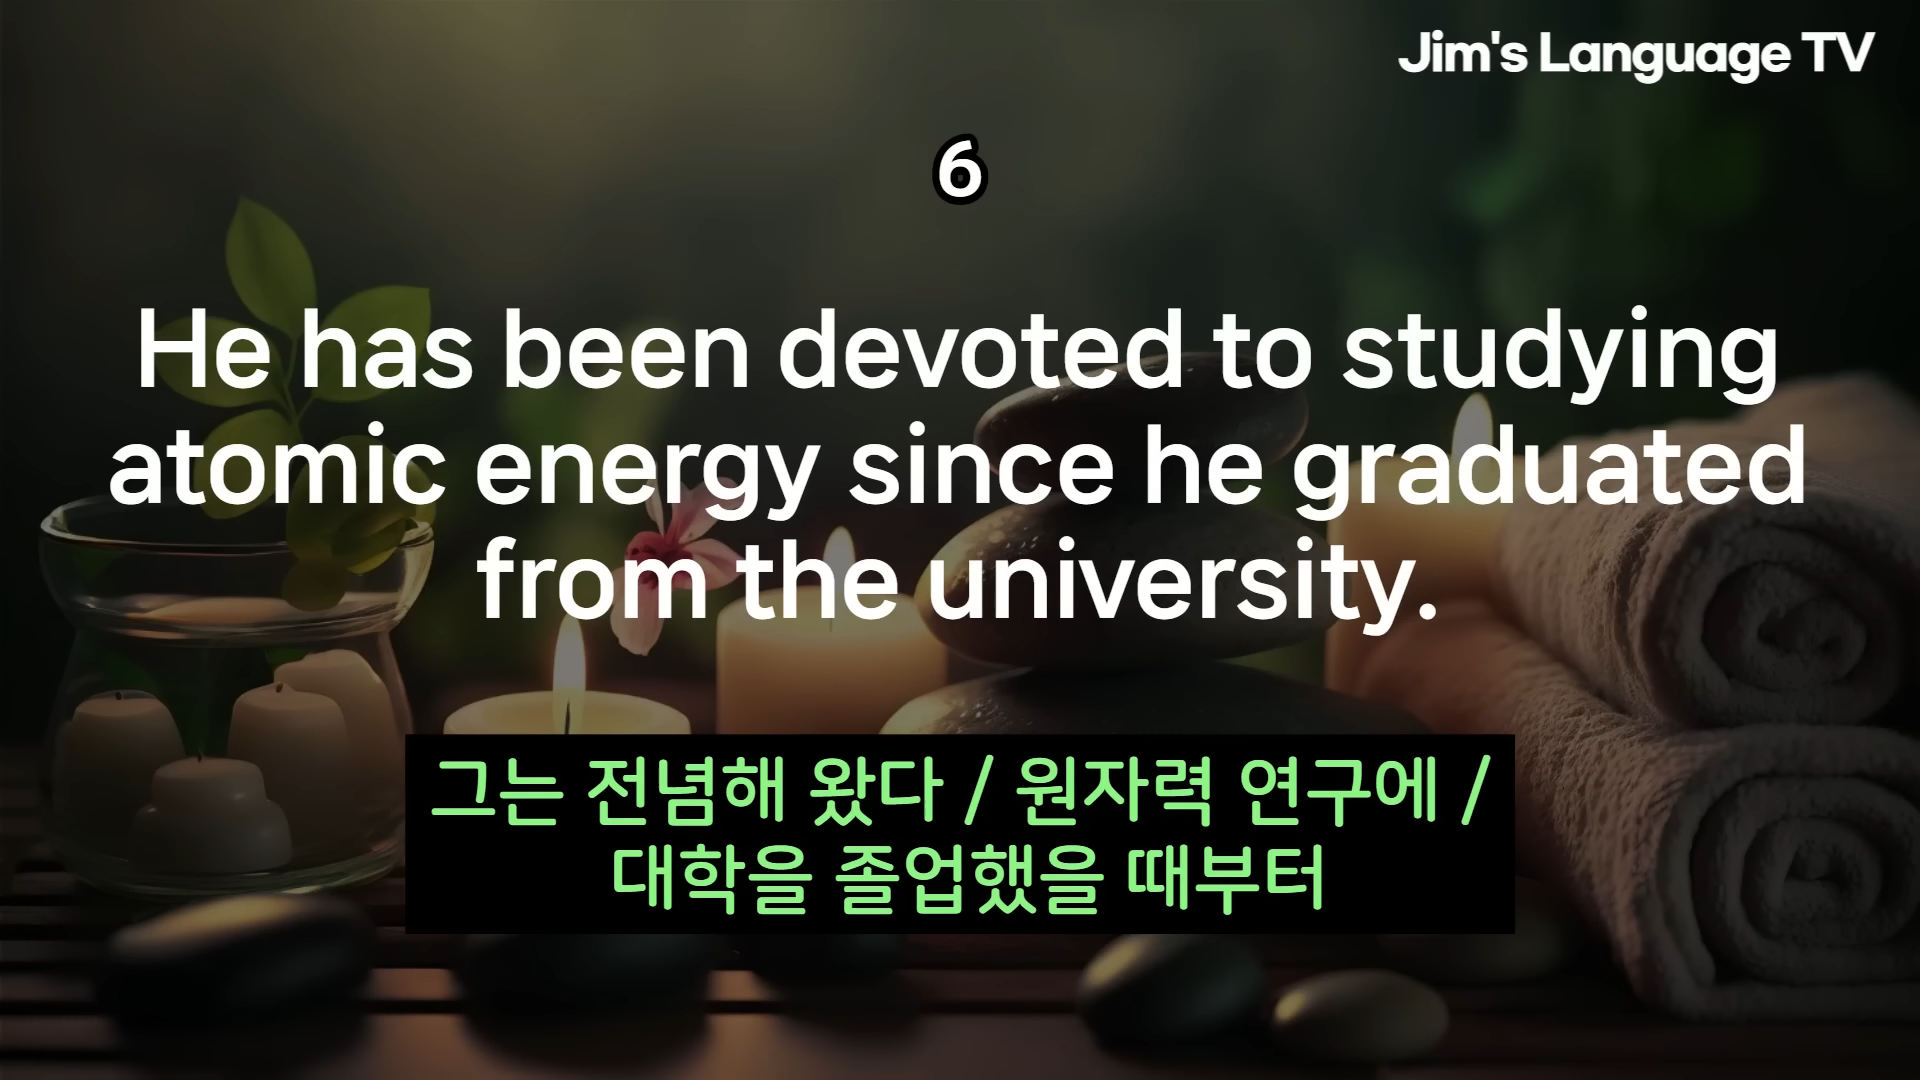 Jim's Language TV
6
He has been devoted to studying
atomic energy since he graduated
from the university.
그는 전념해 왔다 / 원자력 연구에 /
대학을 졸업했을 때부터